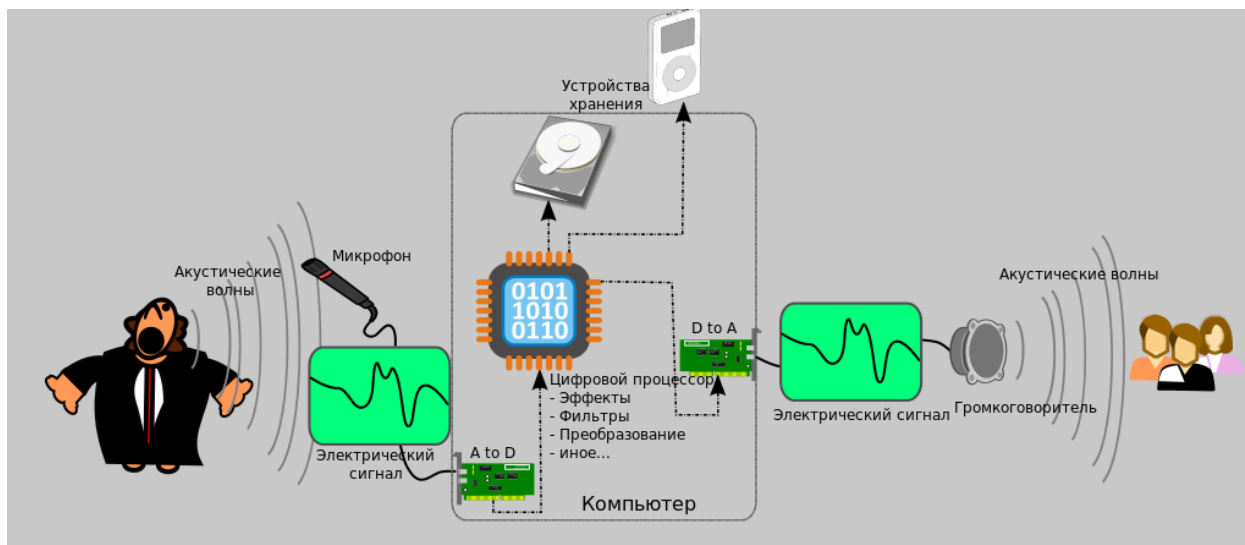 Устройства
хранения
Микрофон
Акустические
волны
Акустические волны
0101
1010
0110
D to A
Цифровой процессор
- Эффекты
- Фильтры
- Преобразование
- иное...
Электрический сигнал
Громкоговоритель
Электрический
сигнал
A to D
Компьютер